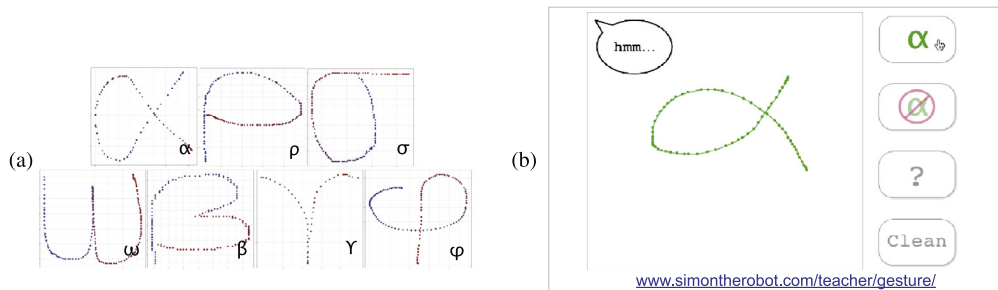 (a)
α
ρ
σ
ω
β
ϒ
φ
(b)
hmm...
α
α
?
Clean
www.simontherobot.com/teacher/gesture/